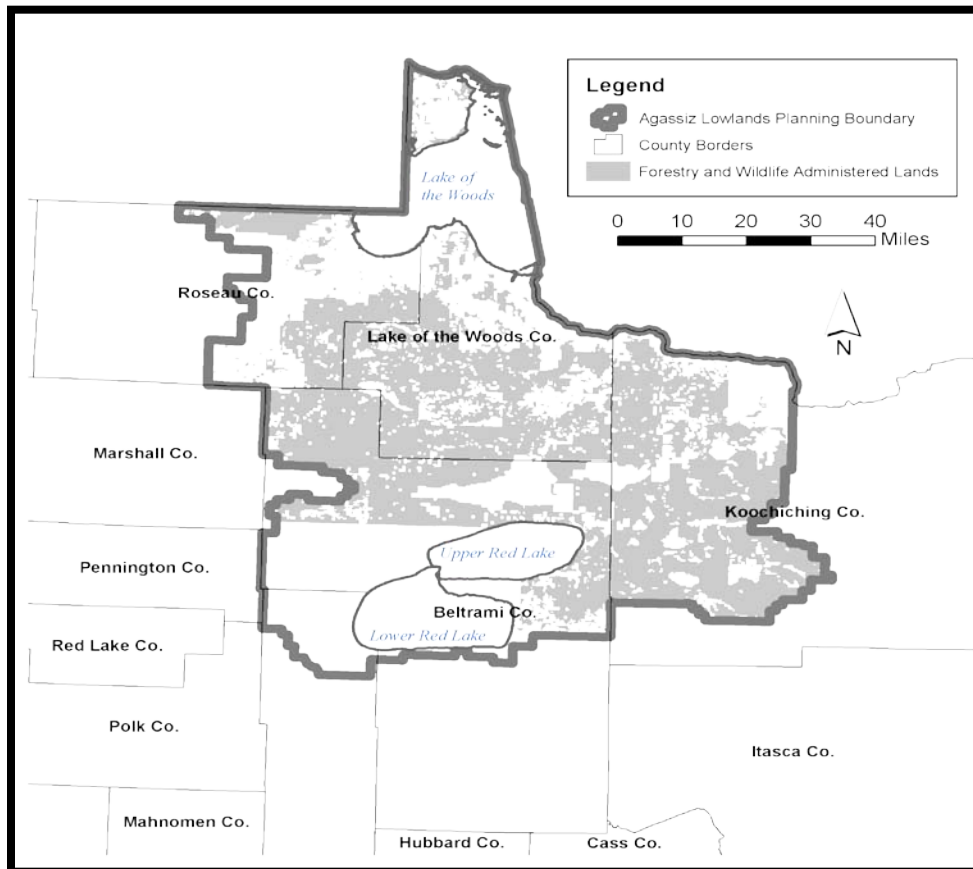 Legend
Agassiz Lowlands Planning Boundary
County Borders
Forestry and Wildlife Administered Lands
0 10 20 30 40
Miles
N
Lake of
the Woods
Roseau Co.
Lake of the Woods Co.
Marshall Co.
Koochiching Co.
Upper Red Lake
Pennington Co.
Beltrami Co.
Lower Red Lake
Red Lake Co.
Polk Co.
Itasca Co.
Mahnomen Co.
Hubbard Co.
Cass Co.